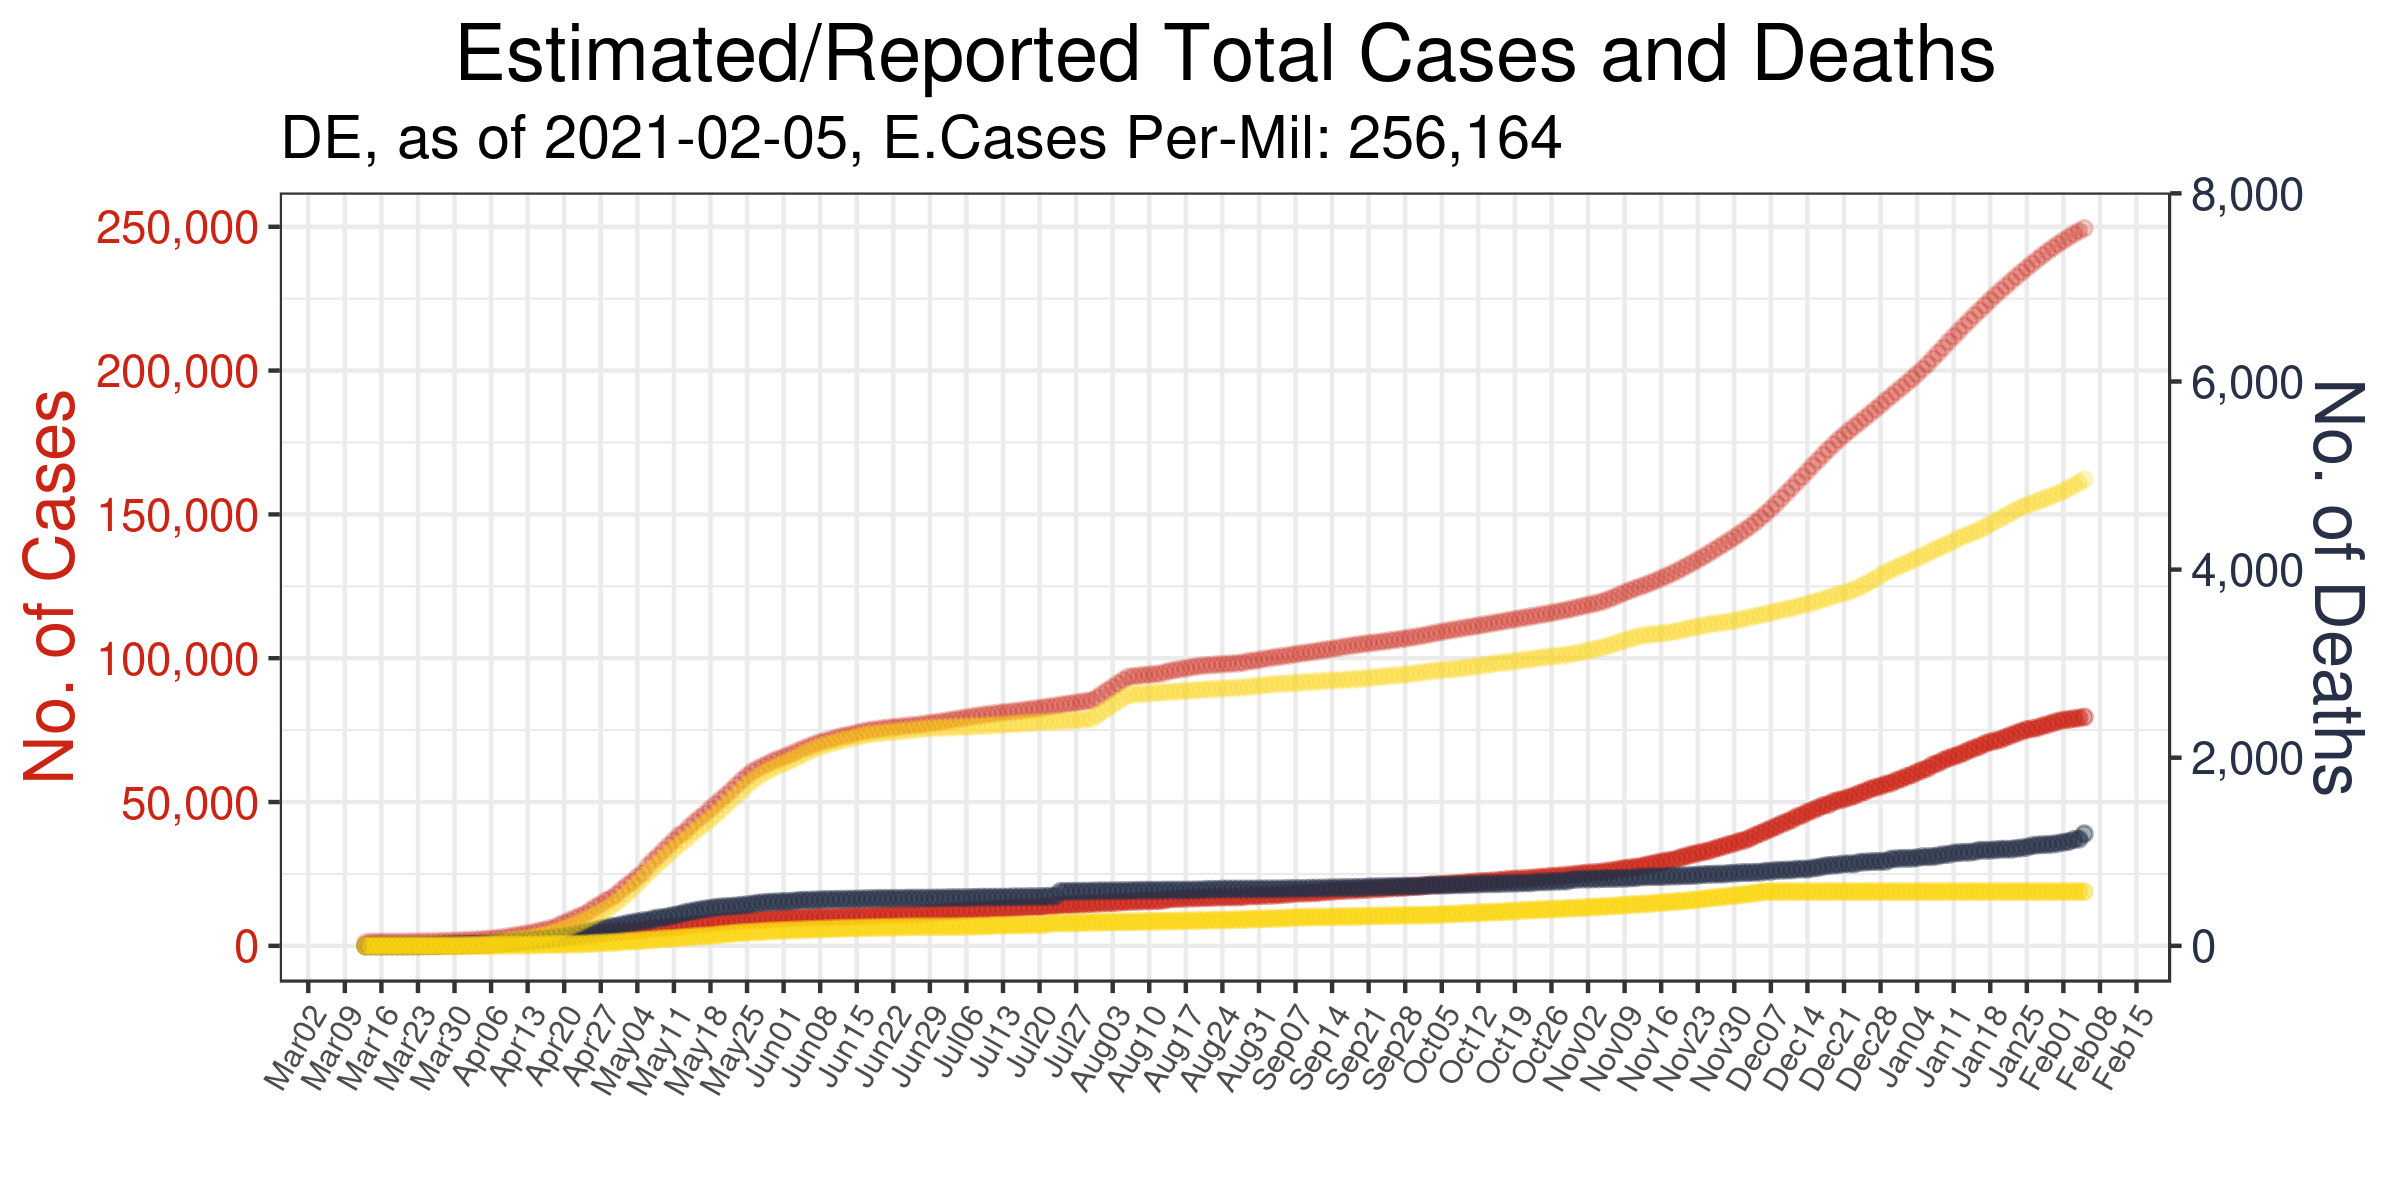 Estimated/Reported Total Cases and Deaths
DE, as of 2021-02-05, E.Cases Per-Mil: 256,164
No. of Cases
250,000
200,000
150,000
100,000
50,000
0
8,000
6,000
4,000
2,000
0
No. of Deaths
Mar02 Mar09 Mar16 Mar23 Mar30 Apr06 Apr13 Apr20 Apr27 May04 May11 May18 May25 Jun01 Jun08 Jun15 Jun22 Jun29 Jul06 Jul13 Jul20 Jul27 Aug03 Aug10 Aug17 Aug24 Aug31 Sep07 Sep14 Sep21 Sep28 Oct05 Oct12 Oct19 Oct26 Nov02 Nov09 Nov16 Nov23 Nov30 Dec07 Dec14 Dec21 Dec28 Jan04 Jan11 Jan18 Jan25 Feb01 Feb08 Feb15